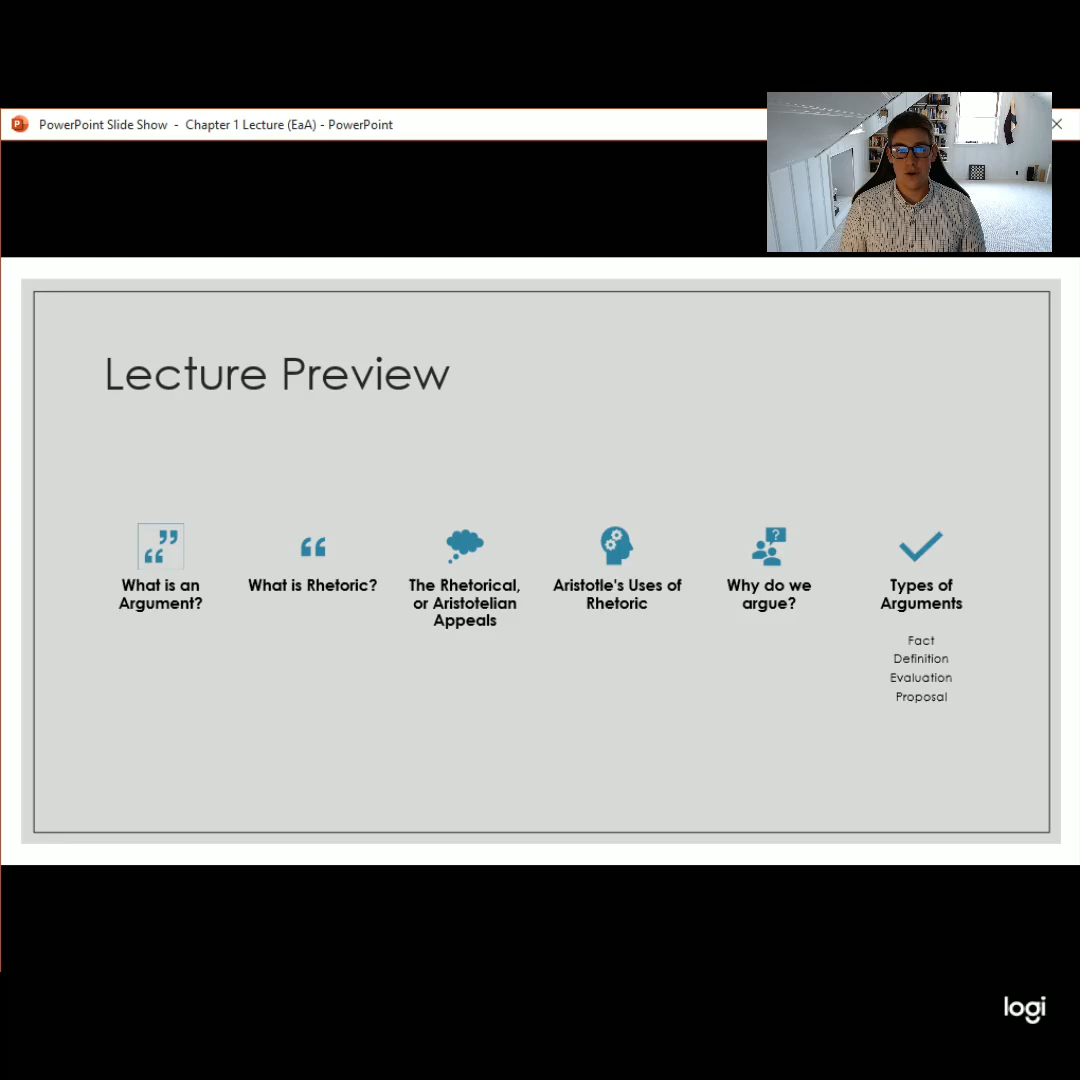 PowerPoint Slide Show - Chapter 1 Lecture (EaA) - PowerPoint
Lecture Preview
What is an
Argument?
What is Rhetoric?
The Rhetorical,
or Aristotelian
Appeals
Aristotle's Uses of
Rhetoric
Why do we
argue?
Types of
Arguments
Fact
Definition
Evaluation
Proposal
logi